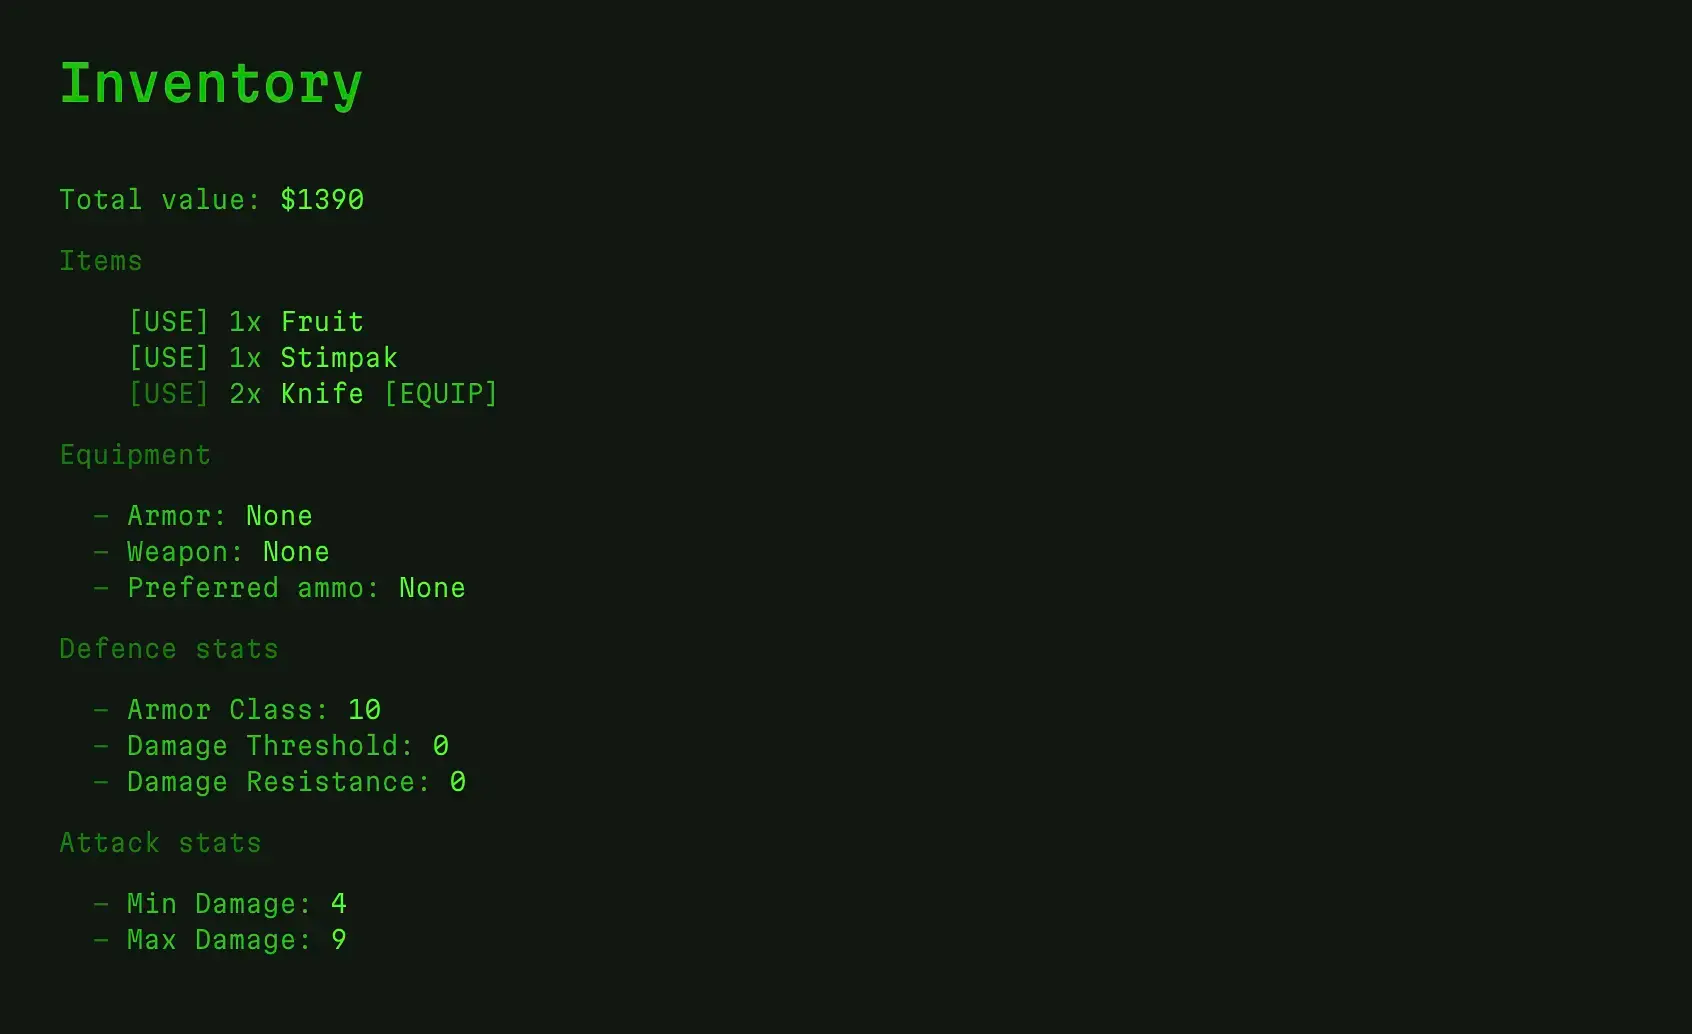 Inventory
Total value: $1390
Items
[USE] 1x Fruit
[USE] 1x Stimpak
[USE] 2x Knife [EQUIP]
Equipment
– Armor: None
– Weapon: None
– Preferred ammo: None
Defence stats
– Armor Class: 10
– Damage Threshold: 0
– Damage Resistance: 0
Attack stats
– Min Damage: 4
– Max Damage: 9